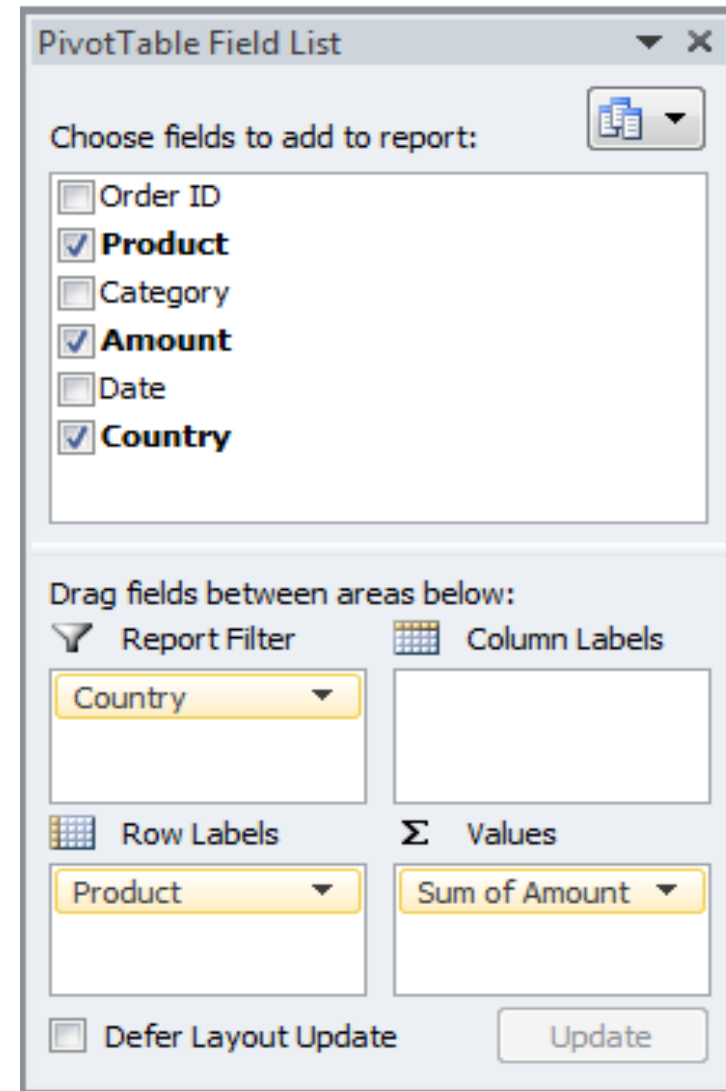 PivotTable Field List
Choose fields to add to report:
Order ID
Product
Category
Amount
Date
Country
Drag fields between areas below:
Report Filter
Column Labels
Country
Row Labels
Σ Values
Product
Sum of Amount
Defer Layout Update
Update